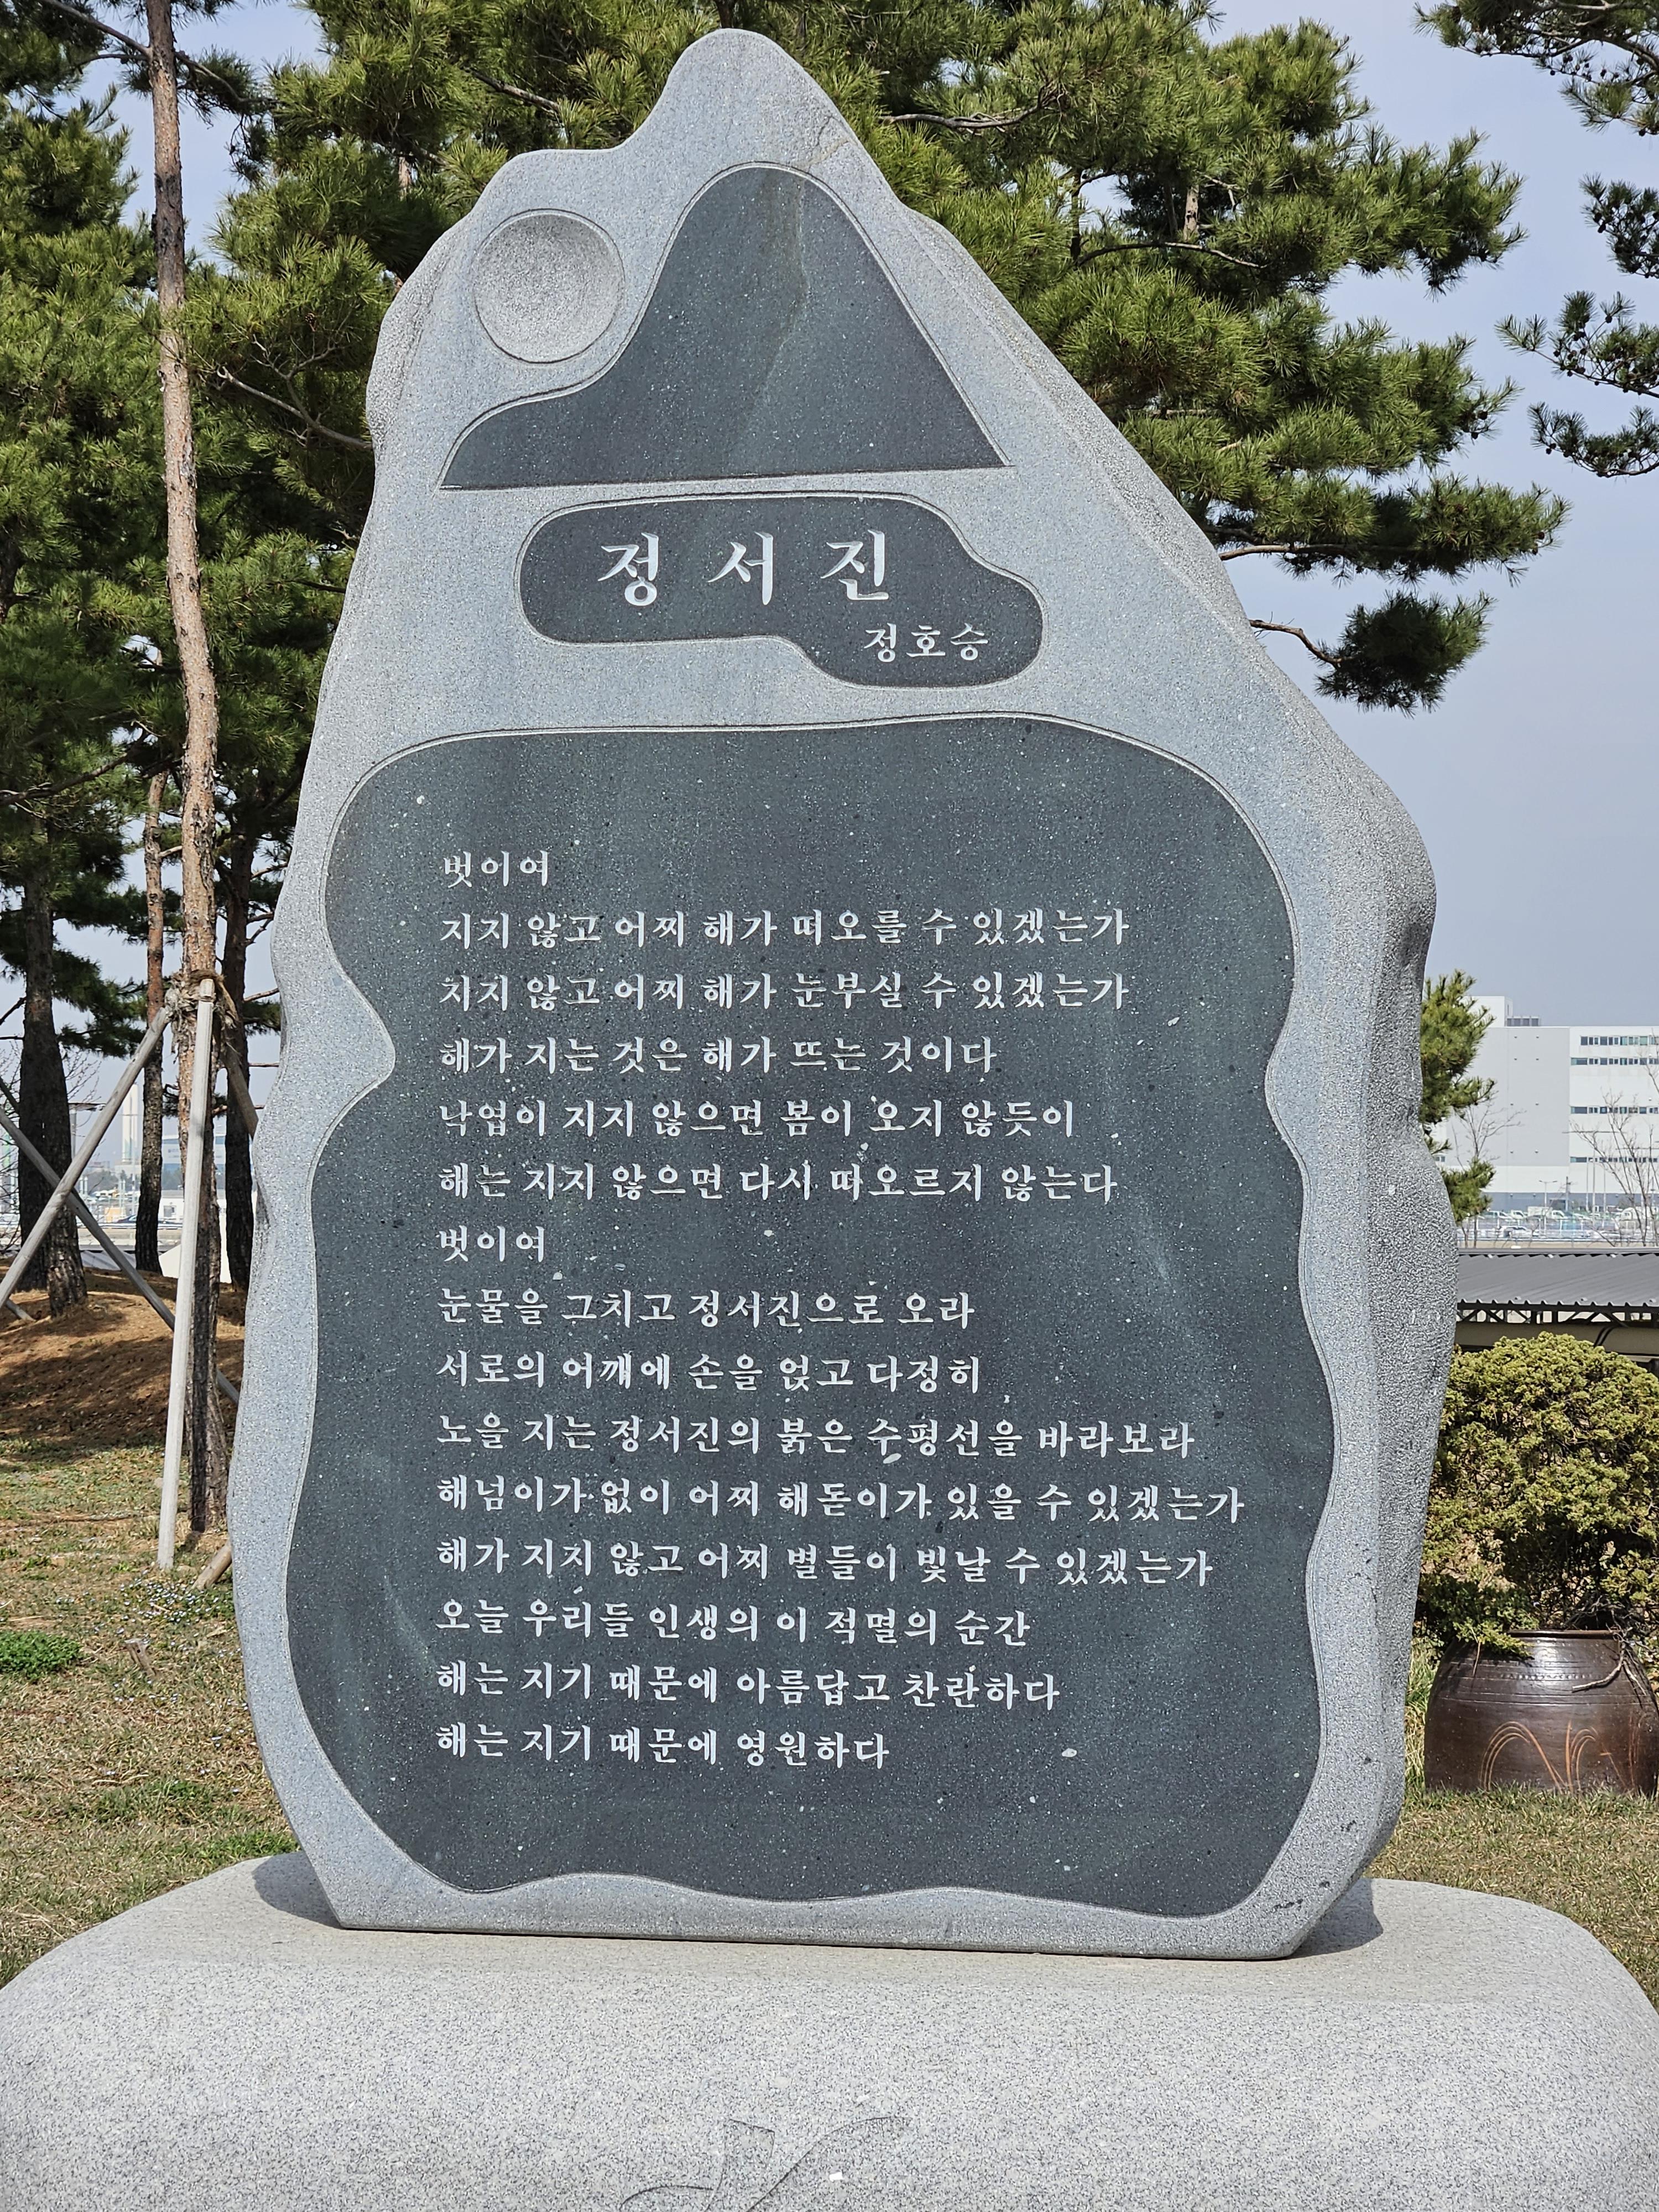 정서진
정호승
벗이여
지지 않고 어찌 해가 떠오를 수 있겠는가
지지 않고 어찌 해가 눈부실 수 있겠는가
해가 지는 것은 해가 뜨는 것이다
낙엽이 지지 않으면 봄이 오지 않듯이
해는 지지 않으면 다시 떠오르지 않는다
벗이여
눈물을 그치고 정서진으로 오라
서로의 어깨에 손을 얹고 다정히
노을 지는 정서진의 붉은 수평선을 바라보라
해넘이가 없이 어찌 해돋이가 있을 수 있겠는가
해가 지지 않고 어찌 별들이 빛날 수 있겠는가
오늘 우리들 인생의 이 적멸의 순간
해는 지기 때문에 아름답고 찬란하다
해는 지기 때문에 영원하다